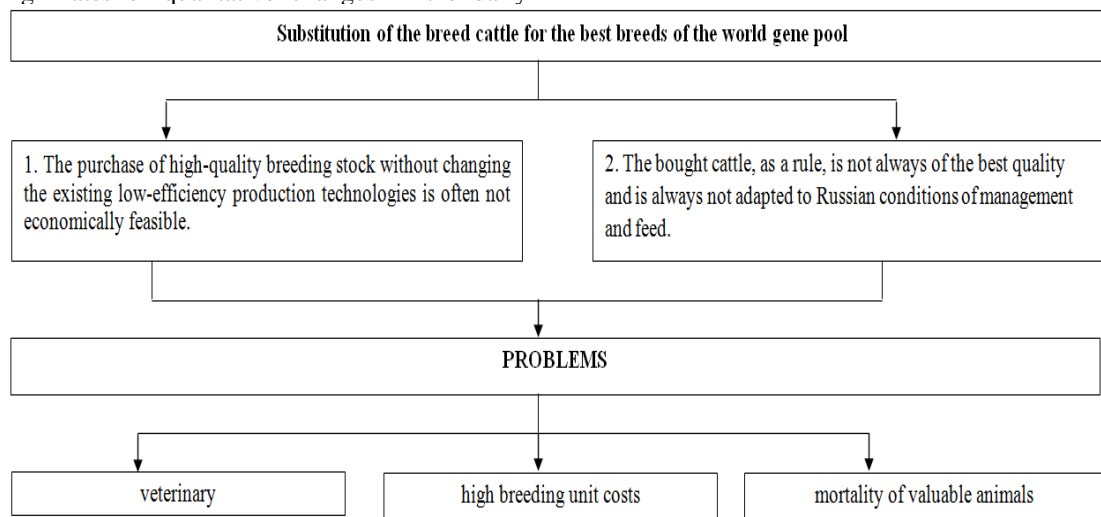 Substitution of the breed cattle for the best breeds of the world gene pool
1. The purchase of high-quality breeding stock without changing
the existing low-efficiency production technologies is often not
economically feasible.
2. The bought cattle, as a rule, is not always of the best quality
and is always not adapted to Russian conditions of management
and feed.
PROBLEMS
veterinary
high breeding unit costs
mortality of valuable animals